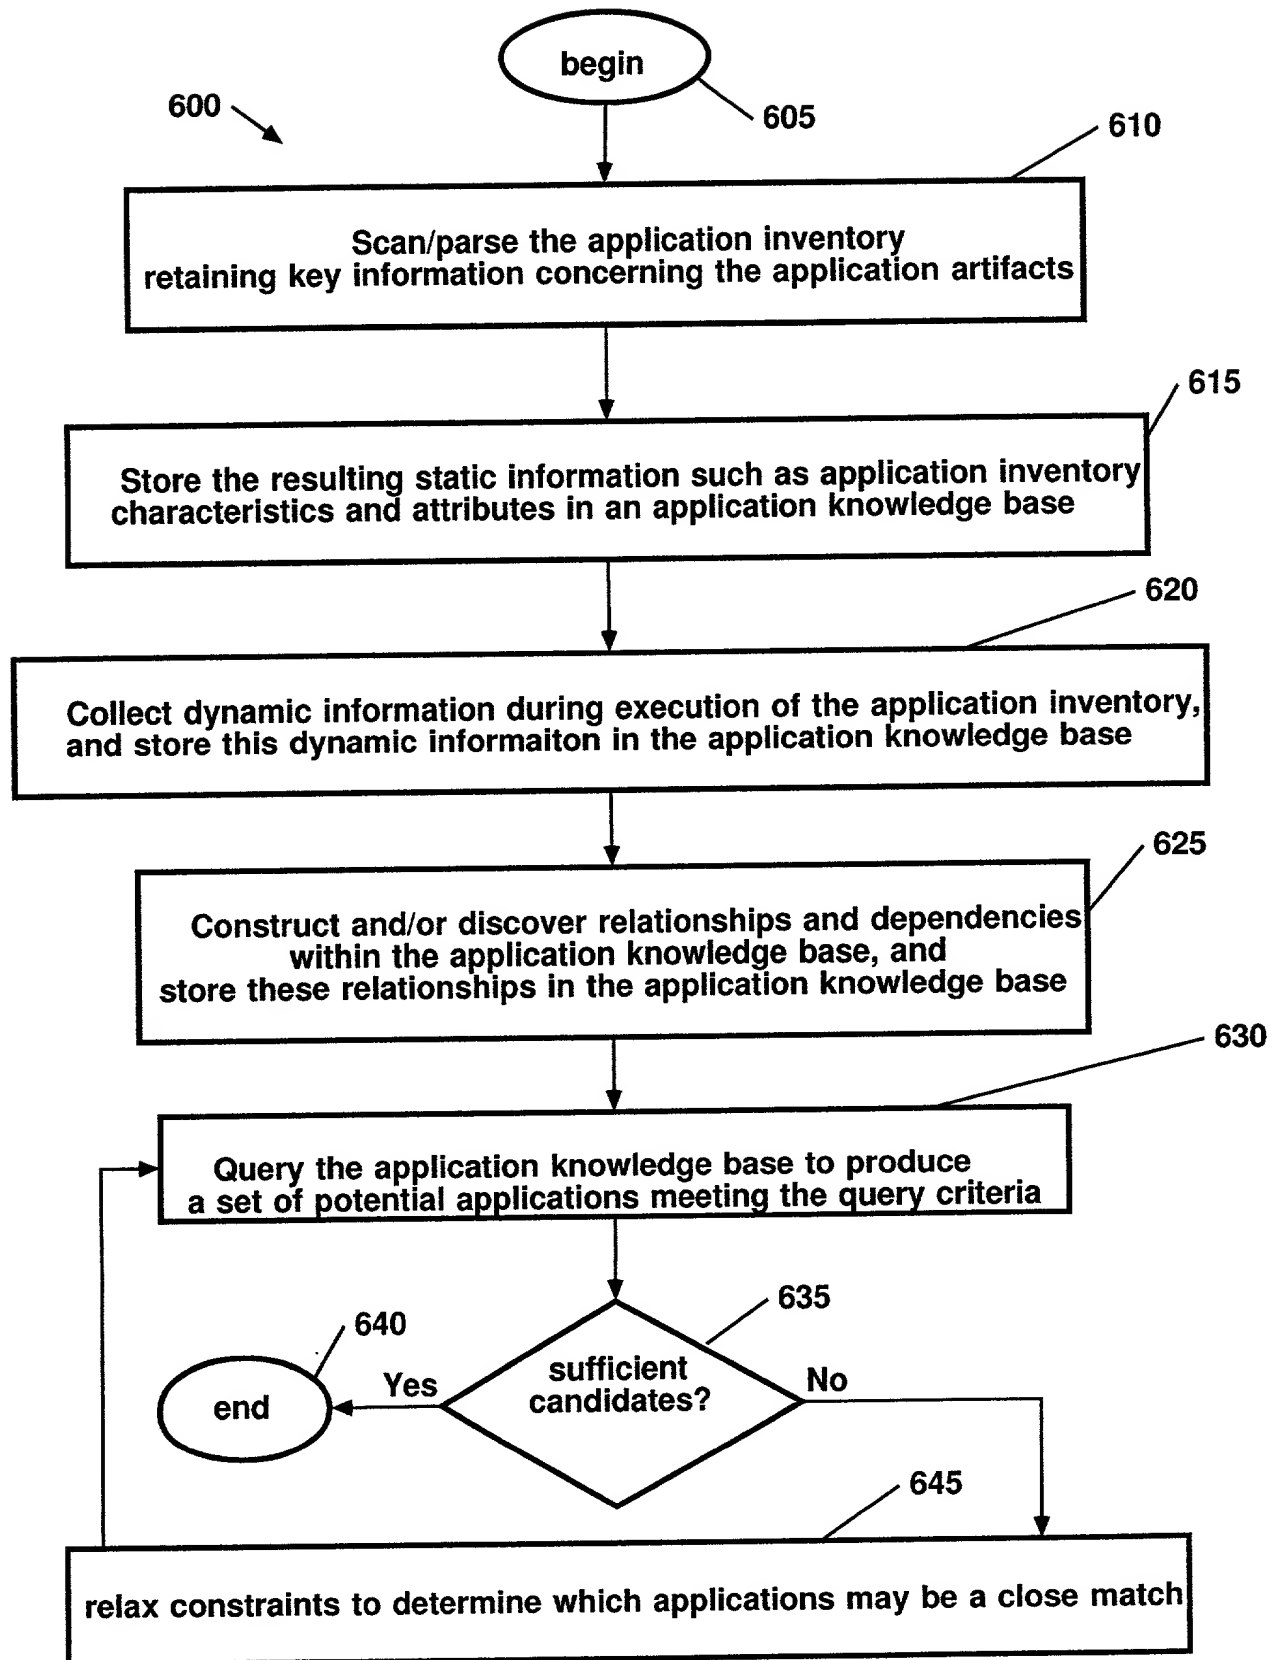 begin
600
605
610
Scan/parse the application inventory
retaining key information concerning the application artifacts
615
Store the resulting static information such as application inventory
characteristics and attributes in an application knowledge base
620
Collect dynamic information during execution of the application inventory,
and store this dynamic informaiton in the application knowledge base
625
Construct and/or discover relationships and dependencies
within the application knowledge base, and
store these relationships in the application knowledge base
630
Query the application knowledge base to produce
a set of potential applications meeting the query criteria
635
640
sufficient
candidates?
Yes
No
end
645
relax constraints to determine which applications may be a close match